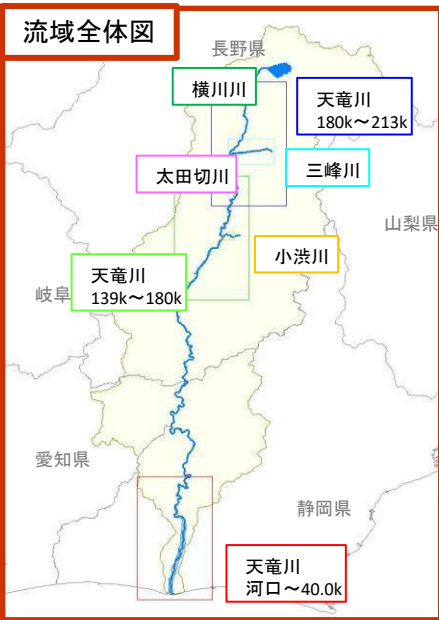 流域全体図
長野県
横川川
天竜川
180k～213k
太田切川
三峰川
山梨県
小渋川
天竜川
139k～180k
岐阜
愛知県
静岡県
天竜川
河口～40.0k